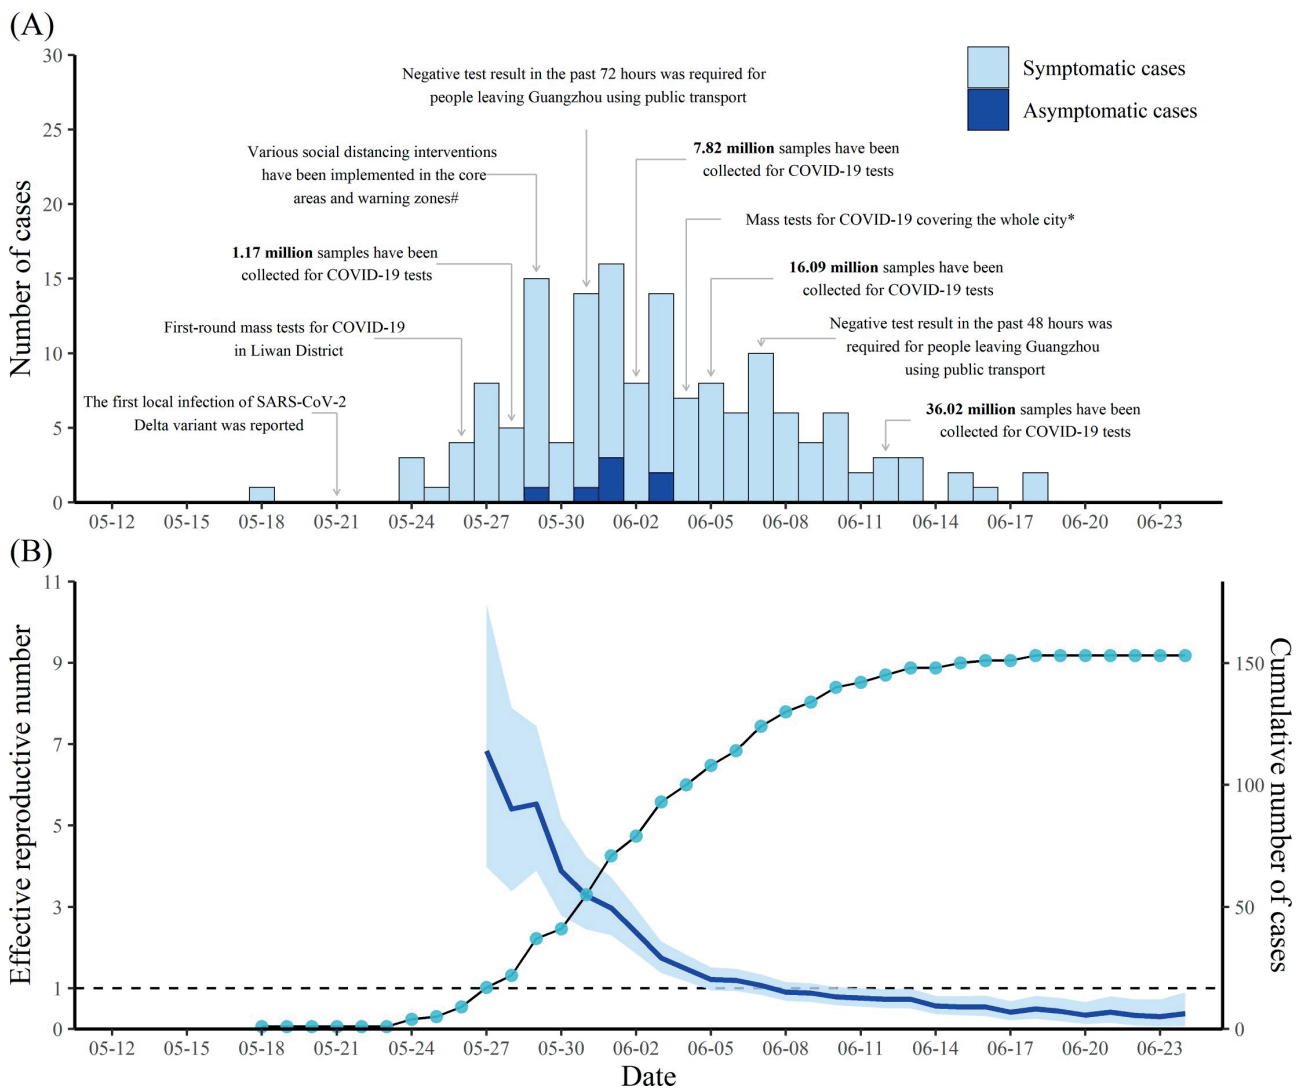 (A)
30
25
20
15
10
5
0
Number of cases
Symptomatic cases
Asymptomatic cases
Negative test result in the past 72 hours was required for
people leaving Guangzhou using public transport
Various social distancing interventions
have been implemented in the core
areas and warning zones#
7.82 million samples have been
collected for COVID-19 tests
Mass tests for COVID-19 covering the whole city*
1.17 million samples have been
collected for COVID-19 tests
16.09 million samples have been
collected for COVID-19 tests
First-round mass tests for COVID-19
in Liwan District
Negative test result in the past 48 hours was
required for people leaving Guangzhou
using public transport
The first local infection of SARS-CoV-2
Delta variant was reported
36.02 million samples have been
collected for COVID-19 tests
05-12 05-15 05-18 05-21 05-24 05-27 05-30 06-02 06-05 06-08 06-11 06-14 06-17 06-20 06-23
(B)
11
9
7
5
3
1
0
Effective reproductive number
150
100
50
0
Cumulative number of cases
05-12 05-15 05-18 05-21 05-24 05-27 05-30 06-02 06-05 06-08 06-11 06-14 06-17 06-20 06-23
Date